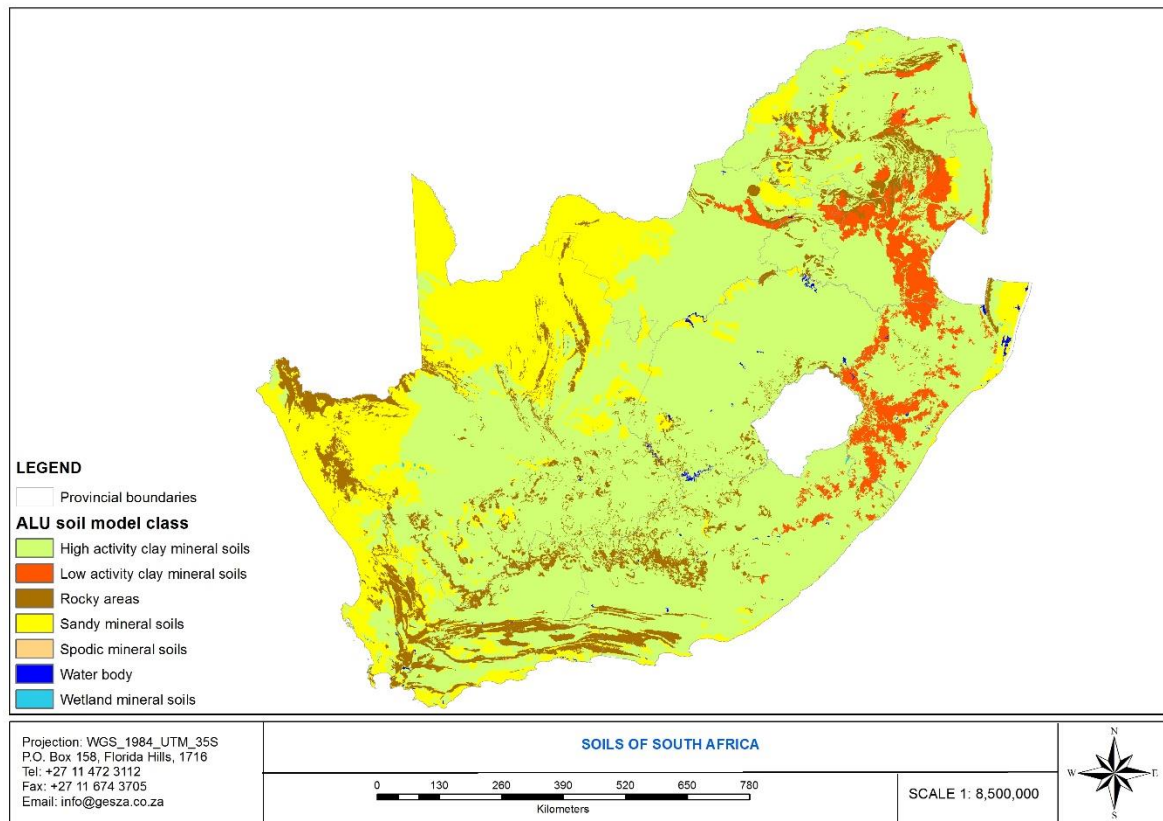 LEGEND
Provincial boundaries
ALU soil model class
High activity clay mineral soils
Low activity clay mineral soils
Rocky areas
Sandy mineral soils
Spodic mineral soils
Water body
Wetland mineral soils
Projection: WGS_1984_UTM_35S
P.O. Box 158, Florida Hills, 1716
Tel: +27 11 472 3112
Fax: +27 11 674 3705
Email: info@gesza.co.za
SOILS OF SOUTH AFRICA
0 130 260 390 520 650 780
Kilometers
SCALE 1: 8,500,000
N
W E
S